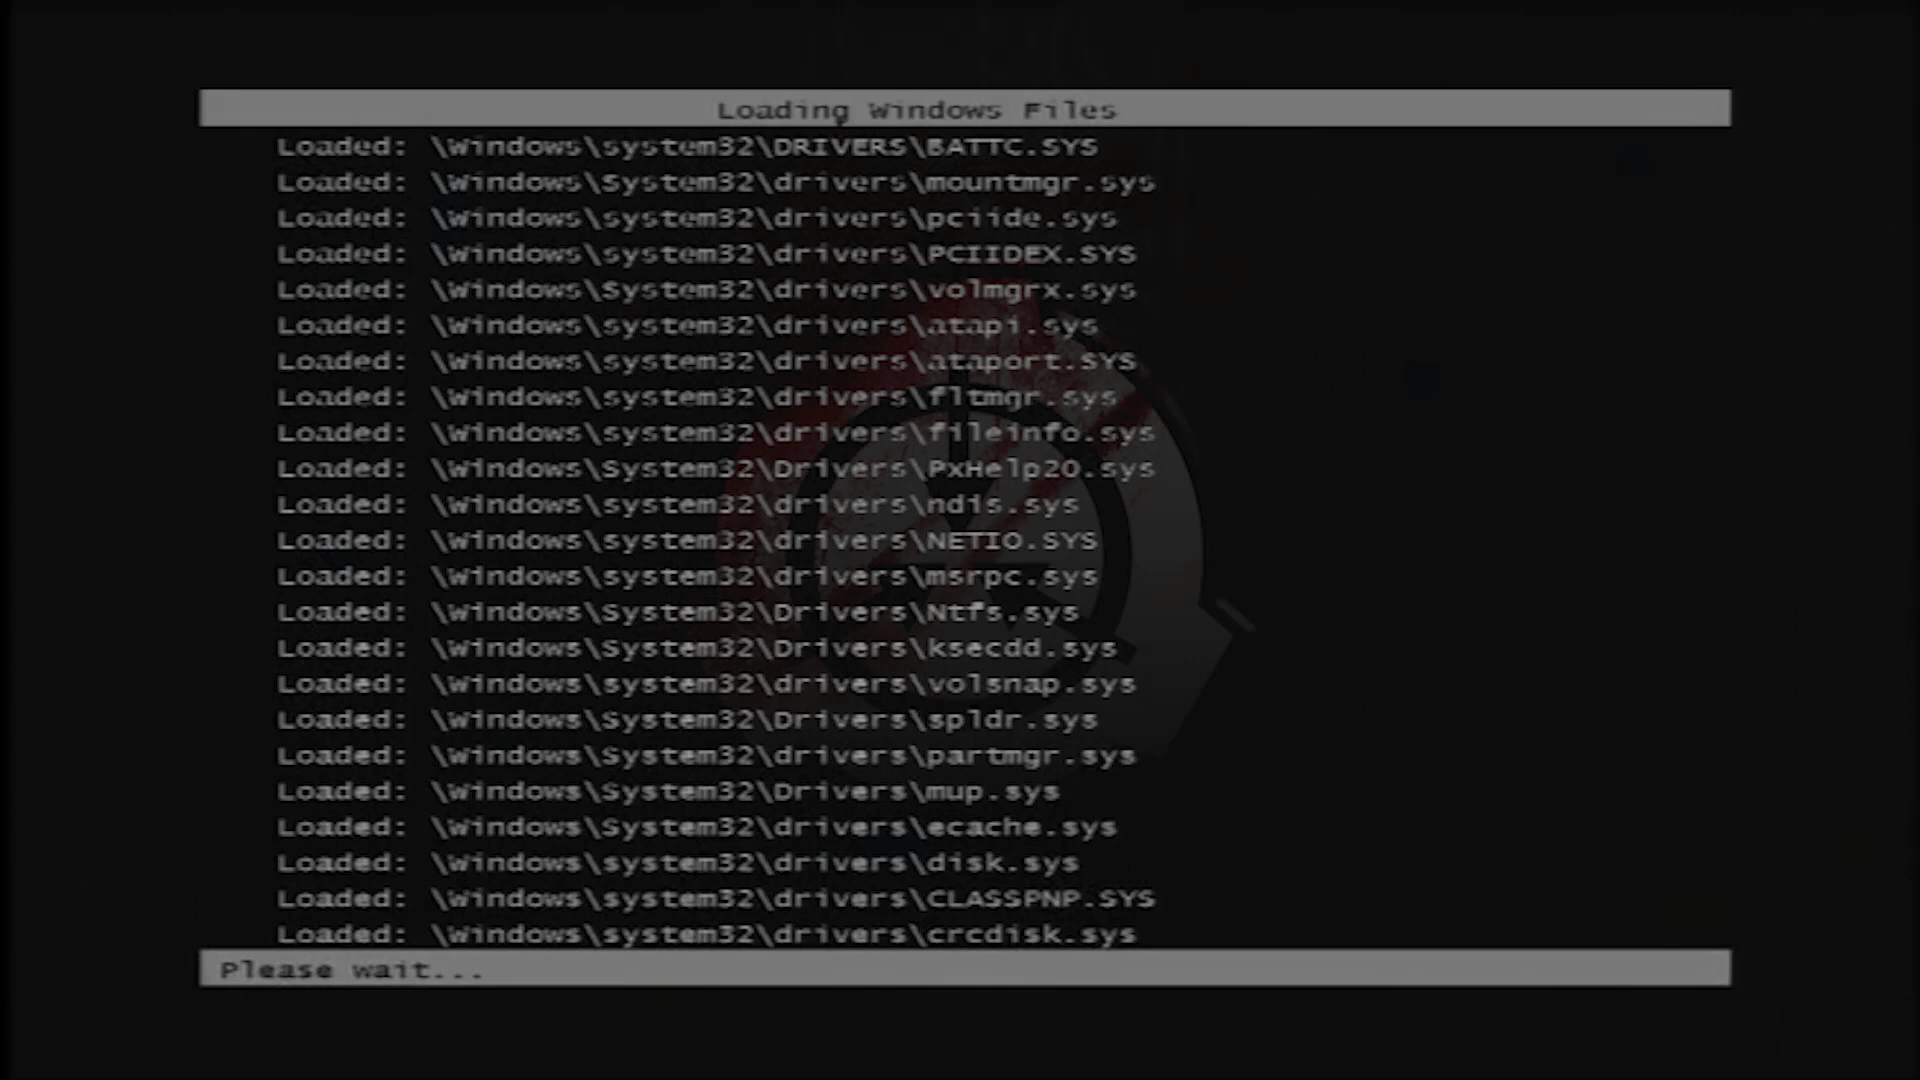 Loading Windows Files
Loaded: \Windows\system32\DRIVERS\BATTC.SYS
Loaded: \Windows\System32\drivers\mountmgr.sys
Loaded: \Windows\system32\drivers\pciide.sys
Loaded: \Windows\system32\drivers\PCIIDEX.SYS
Loaded: \Windows\System32\drivers\volmgrx.sys
Loaded: \Windows\system32\drivers\atapi.sys
Loaded: \Windows\system32\drivers\ataport.SYS
Loaded: \Windows\system32\drivers\fltmgr.sys
Loaded: \Windows\system32\drivers\fileinfo.sys
Loaded: \Windows\System32\Drivers\PxHelp20.sys
Loaded: \Windows\system32\drivers\ndis.sys
Loaded: \Windows\system32\drivers\NETIO.SYS
Loaded: \Windows\system32\drivers\msrpc.sys
Loaded: \Windows\System32\Drivers\Ntfs.sys
Loaded: \Windows\System32\Drivers\ksecdd.sys
Loaded: \Windows\system32\drivers\volsnap.sys
Loaded: \Windows\System32\Drivers\spldr.sys
Loaded: \Windows\System32\drivers\partmgr.sys
Loaded: \Windows\System32\Drivers\mup.sys
Loaded: \Windows\System32\drivers\ecache.sys
Loaded: \Windows\system32\drivers\disk.sys
Loaded: \Windows\system32\drivers\CLASSPNP.SYS
Loaded: \Windows\system32\drivers\crcdisk.sys
Please wait...